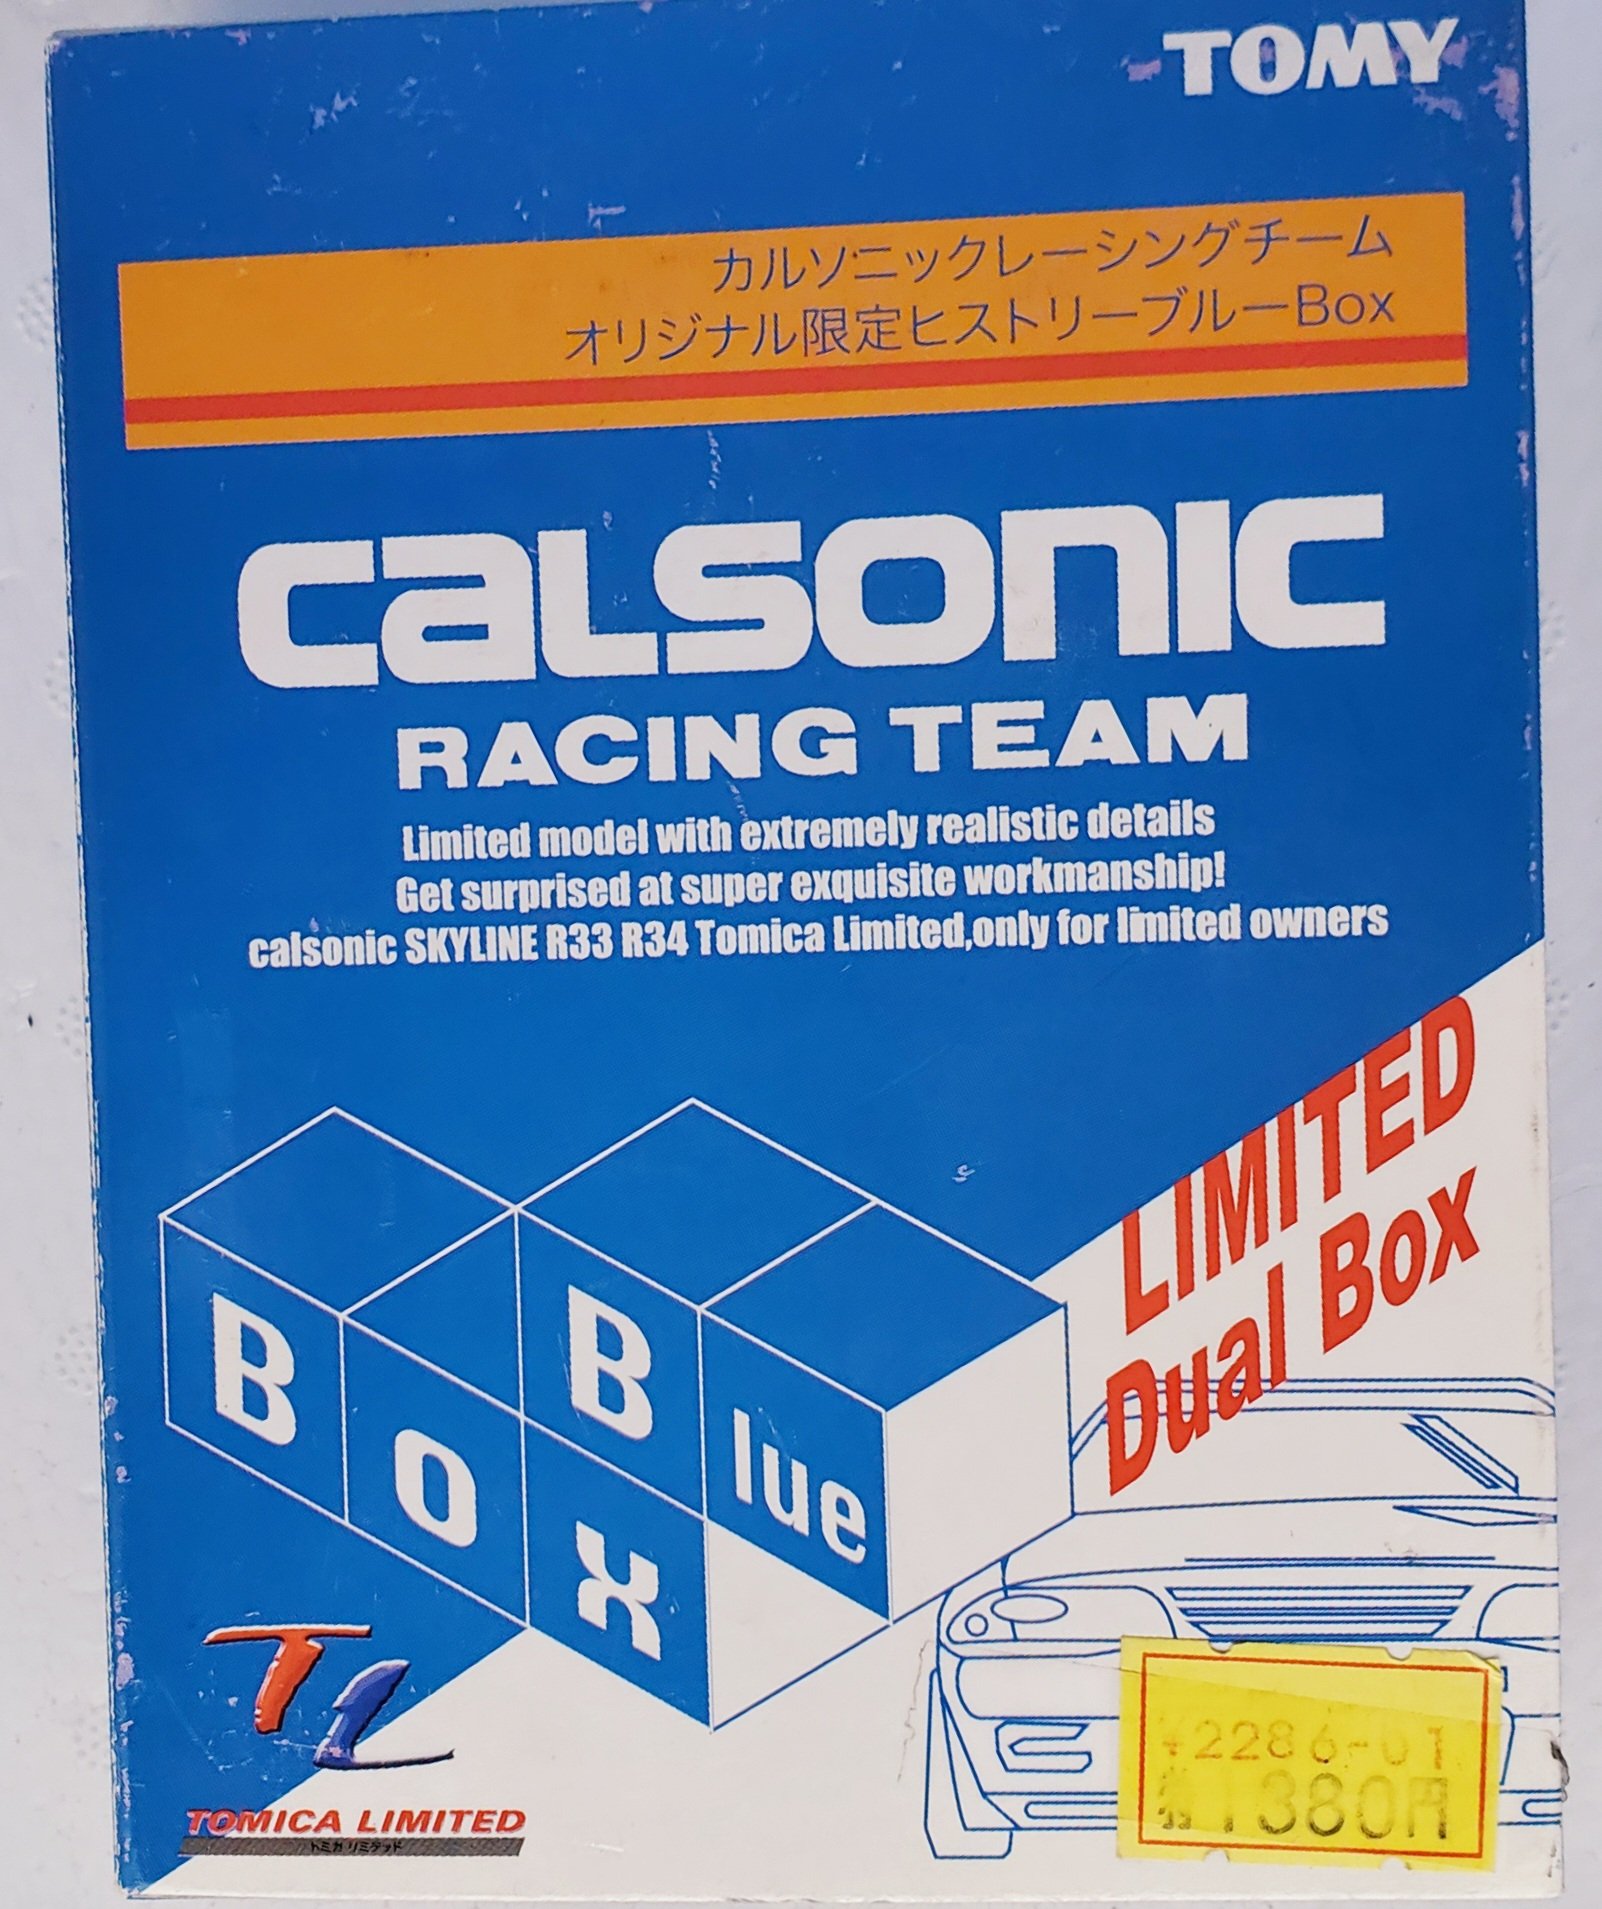 TOMY
カルソニックレーシングチーム
オリジナル限定ヒストリーブルーBox
calsonic
RACING TEAM
Limited model with extremely realistic details
Get surprised at super exquisite workmanship!
calsonic SKYLINE R33 R34 Tomica Limited,only for limited owners
LIMITED
Dual Box
Blue
Box
TL
TOMICA LIMITED
トミカ リミテッド
2286-01
1380円